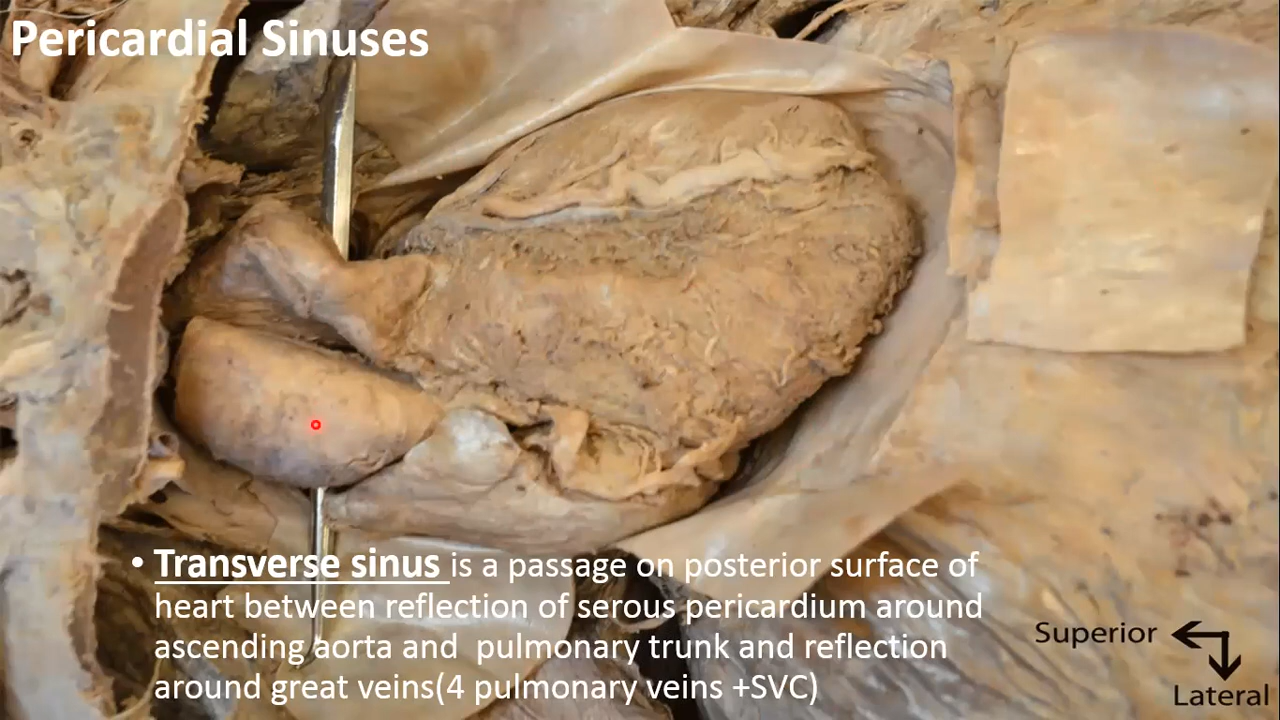 Pericardial Sinuses
• Transverse sinus is a passage on posterior surface of
heart between reflection of serous pericardium around
ascending aorta and pulmonary trunk and reflection
around great veins(4 pulmonary veins +SVC)
Superior
Lateral